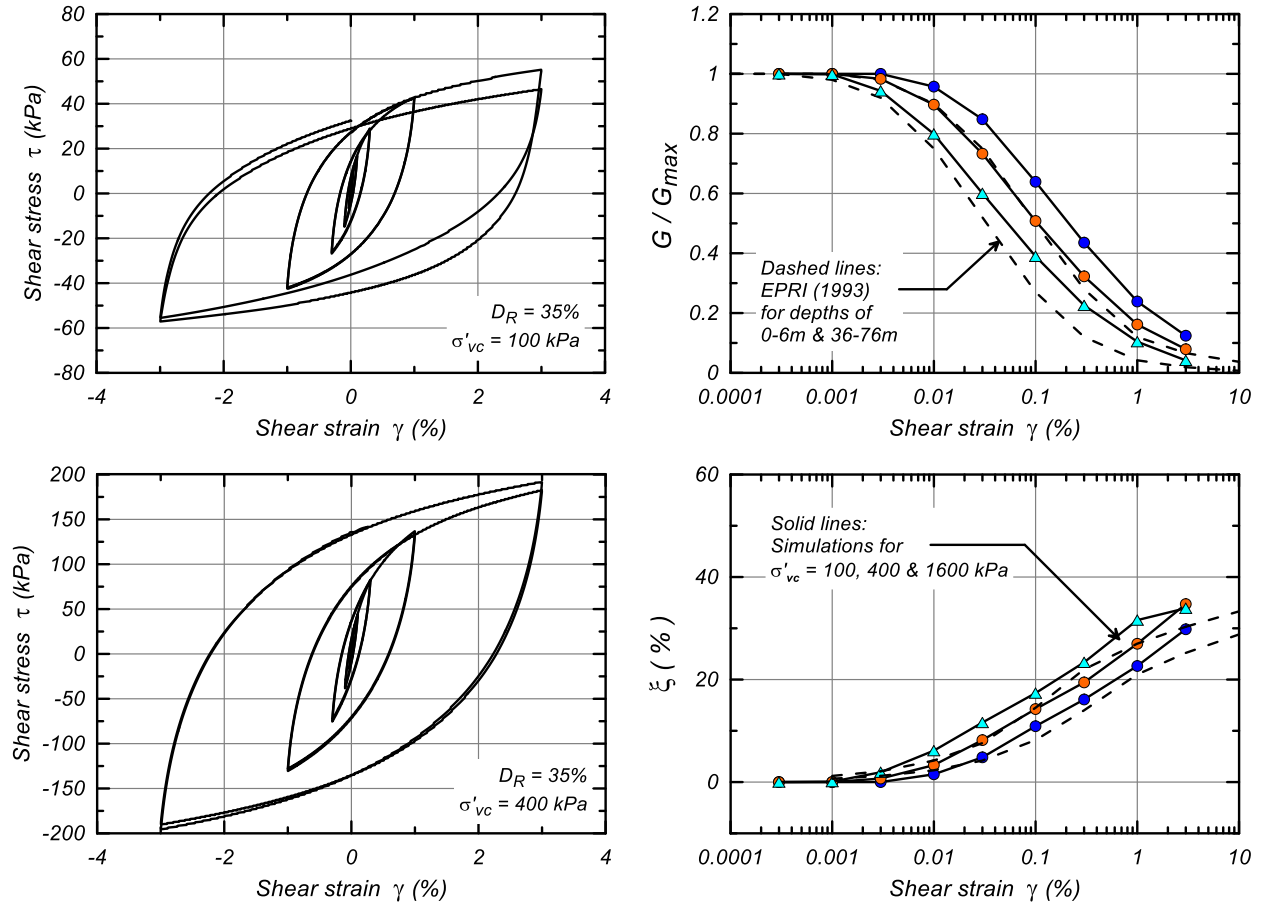 80
60
40
20
0
-20
-40
-60
-80
Shear stress τ (kPa)
D_R = 35%
σ'_vc = 100 kPa
-4
-2
0
2
4
Shear strain γ (%)
1.2
1
0.8
0.6
0.4
0.2
0
G / G_max
Dashed lines:
EPRI (1993)
for depths of
0-6m & 36-76m
0.0001
0.001
0.01
0.1
1
10
Shear strain γ (%)
200
150
100
50
0
-50
-100
-150
-200
Shear stress τ (kPa)
D_R = 35%
σ'_vc = 400 kPa
-4
-2
0
2
4
Shear strain γ (%)
60
40
20
0
ξ ( % )
Solid lines:
Simulations for
σ'_vc = 100, 400 & 1600 kPa
0.0001
0.001
0.01
0.1
1
10
Shear strain γ (%)